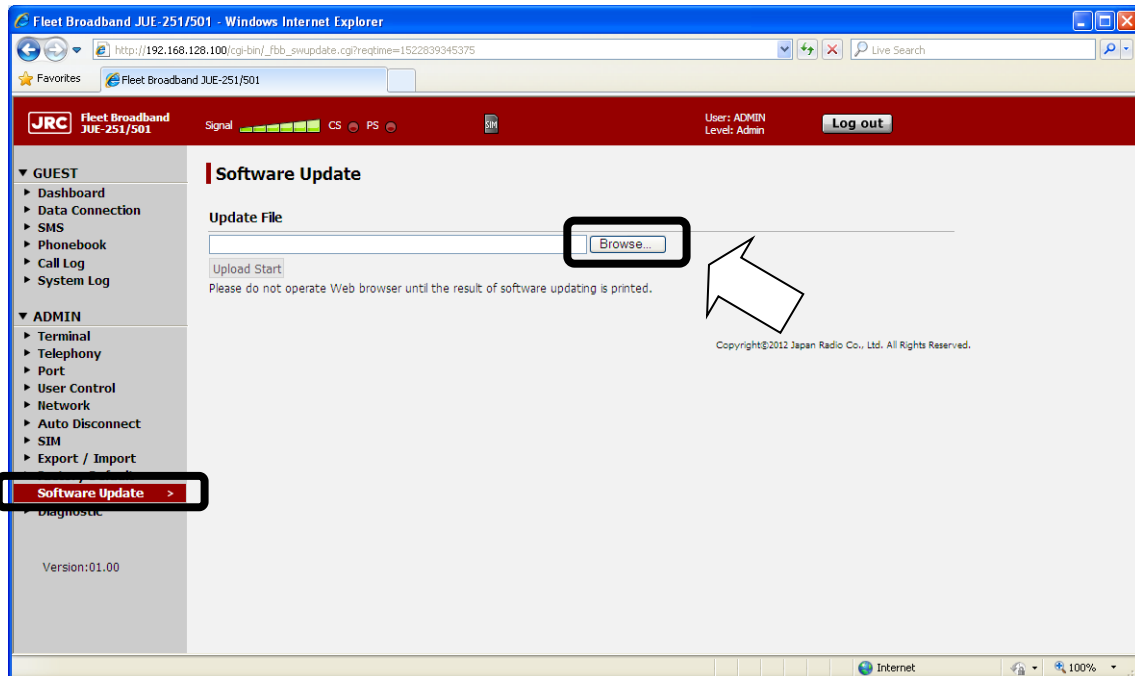 Fleet Broadband JUE-251/501 - Windows Internet Explorer
http://192.168.128.100/cgi-bin/_fbb_swupdate.cgi?reqtime=1522839345375
Live Search
Favorites
Fleet Broadband JUE-251/501
JRC
Fleet Broadband
JUE-251/501
Signal
CS
PS
SIM
User: ADMIN
Level: Admin
Log out
▼ GUEST
Dashboard
Data Connection
SMS
Phonebook
Call Log
System Log
▼ ADMIN
Terminal
Telephony
Port
User Control
Network
Auto Disconnect
SIM
Export / Import
Software Update >
Diagnostic
Version:01.00
Software Update
Update File
Browse...
Upload Start
Please do not operate Web browser until the result of software updating is printed.
Copyright©2012 Japan Radio Co., Ltd. All Rights Reserved.
Internet
100%